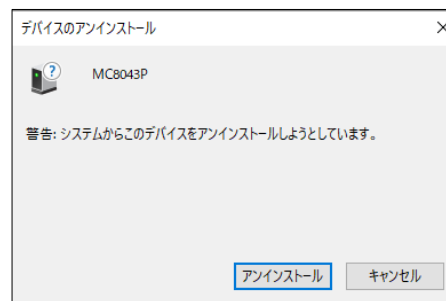 デバイスのアンインストール
MC8043P
警告: システムからこのデバイスをアンインストールしようとしています。
アンインストール
キャンセル